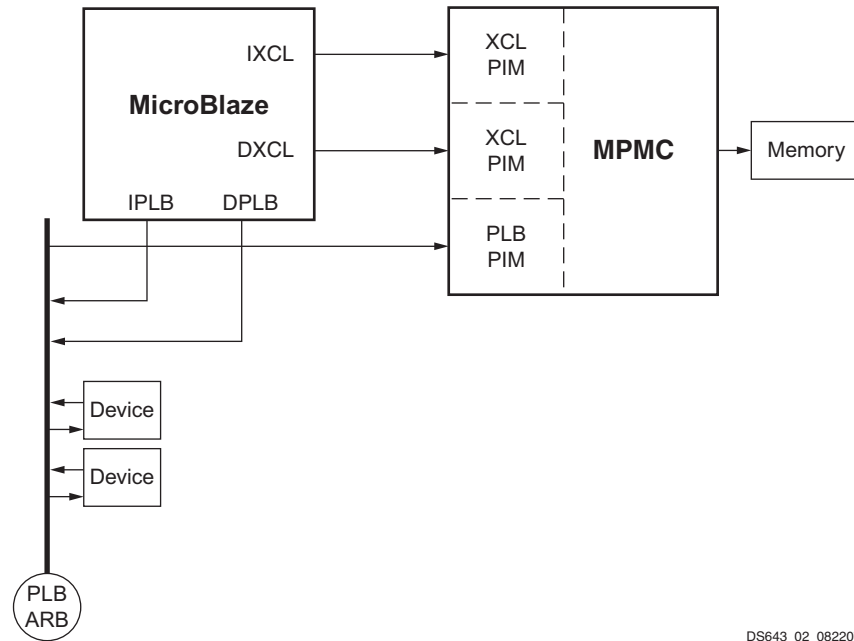 IXCL
MicroBlaze
DXCL
IPLB DPLB
XCL
PIM
XCL
PIM
MPMC
PLB
PIM
Memory
Device
Device
PLB
ARB
DS643_02_08220